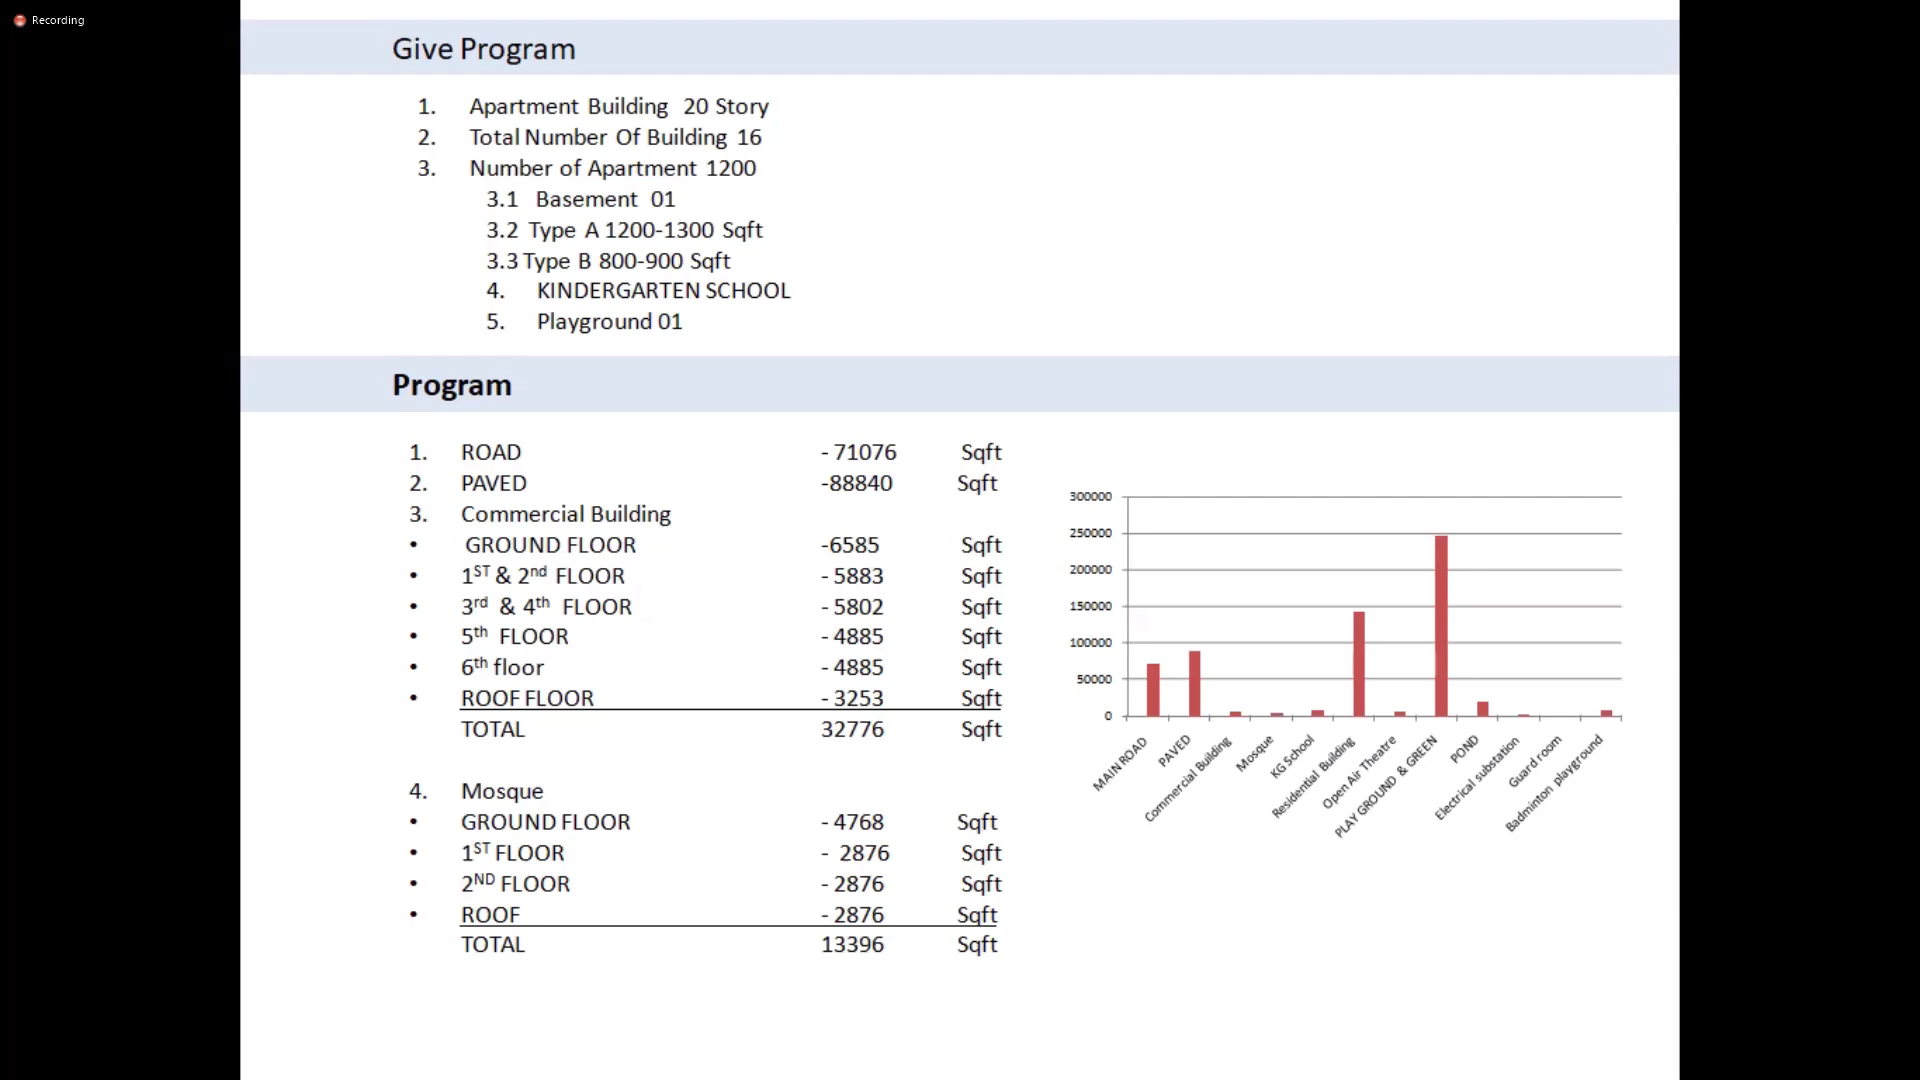 Recording
Give Program
1. Apartment Building 20 Story
2. Total Number Of Building 16
3. Number of Apartment 1200
3.1 Basement 01
3.2 Type A 1200-1300 Sqft
3.3 Type B 800-900 Sqft
4. KINDERGARTEN SCHOOL
5. Playground 01
Program
1. ROAD - 71076 Sqft
2. PAVED -88840 Sqft
3. Commercial Building
• GROUND FLOOR -6585 Sqft
• 1ST & 2nd FLOOR - 5883 Sqft
• 3rd & 4th FLOOR - 5802 Sqft
• 5th FLOOR - 4885 Sqft
• 6th floor - 4885 Sqft
• ROOF FLOOR - 3253 Sqft
TOTAL 32776 Sqft
4. Mosque
• GROUND FLOOR - 4768 Sqft
• 1ST FLOOR - 2876 Sqft
• 2ND FLOOR - 2876 Sqft
• ROOF - 2876 Sqft
TOTAL 13396 Sqft
300000
250000
200000
150000
100000
50000
0
MAIN ROAD
PAVED
Commercial Building
Mosque
KG School
Residential Building
Open Air Theatre
PLAY GROUND & GREEN
POND
Electrical substation
Guard room
Badminton playground